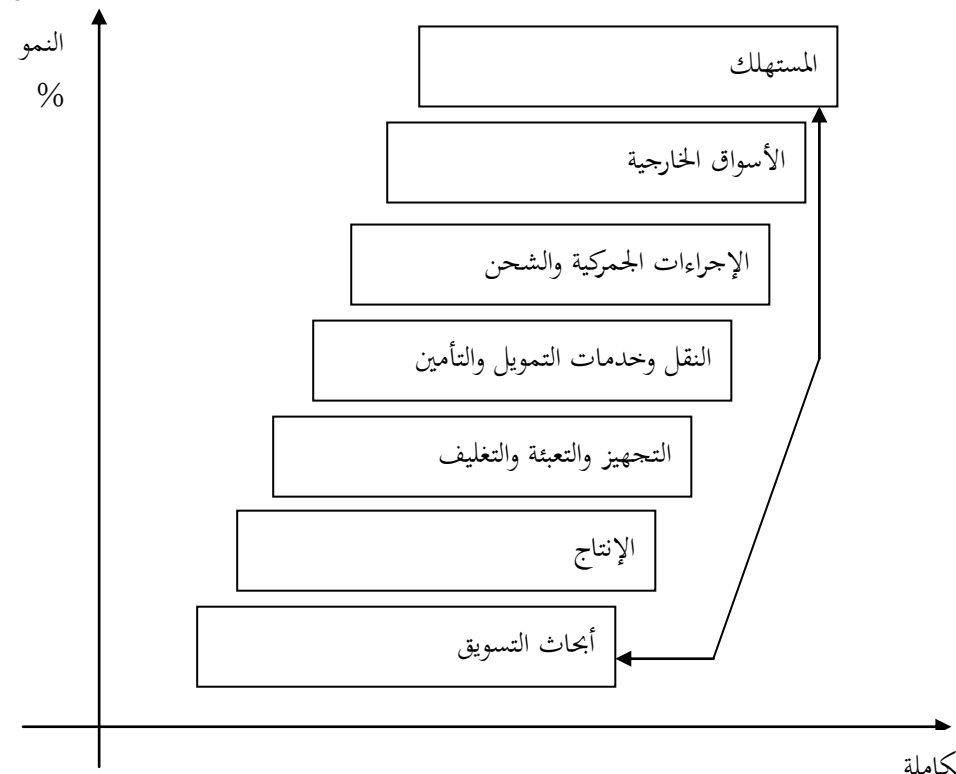 النمو
%
المستهلك
الأسواق الخارجية
الإجراءات الجمركية والشحن
النقل وخدمات التمويل والتأمين
التجهيز والتعبئة والتغليف
الإنتاج
أبحاث التسويق
كاملة